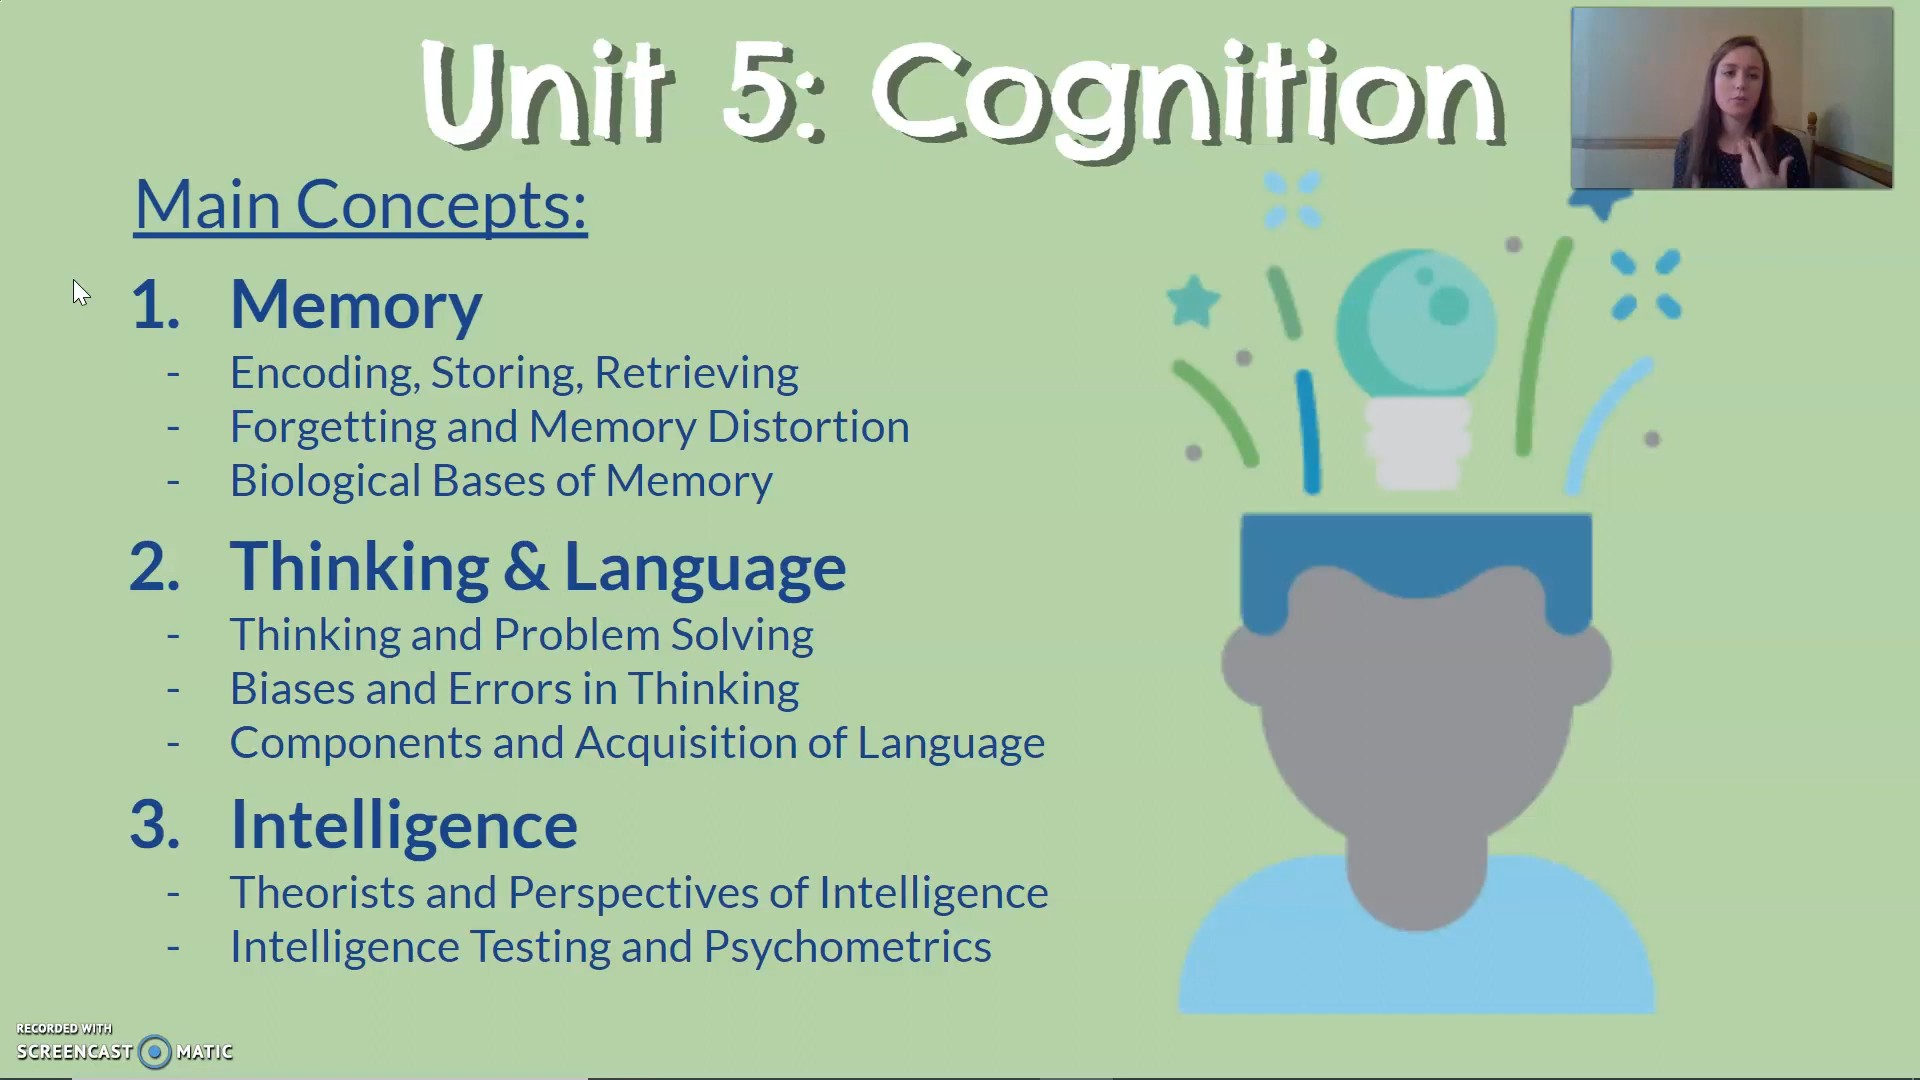 Unit 5: Cognition
Main Concepts:
1. Memory
- Encoding, Storing, Retrieving
- Forgetting and Memory Distortion
- Biological Bases of Memory
2. Thinking & Language
- Thinking and Problem Solving
- Biases and Errors in Thinking
- Components and Acquisition of Language
3. Intelligence
- Theorists and Perspectives of Intelligence
- Intelligence Testing and Psychometrics
RECORDED WITH
SCREENCAST MATIC